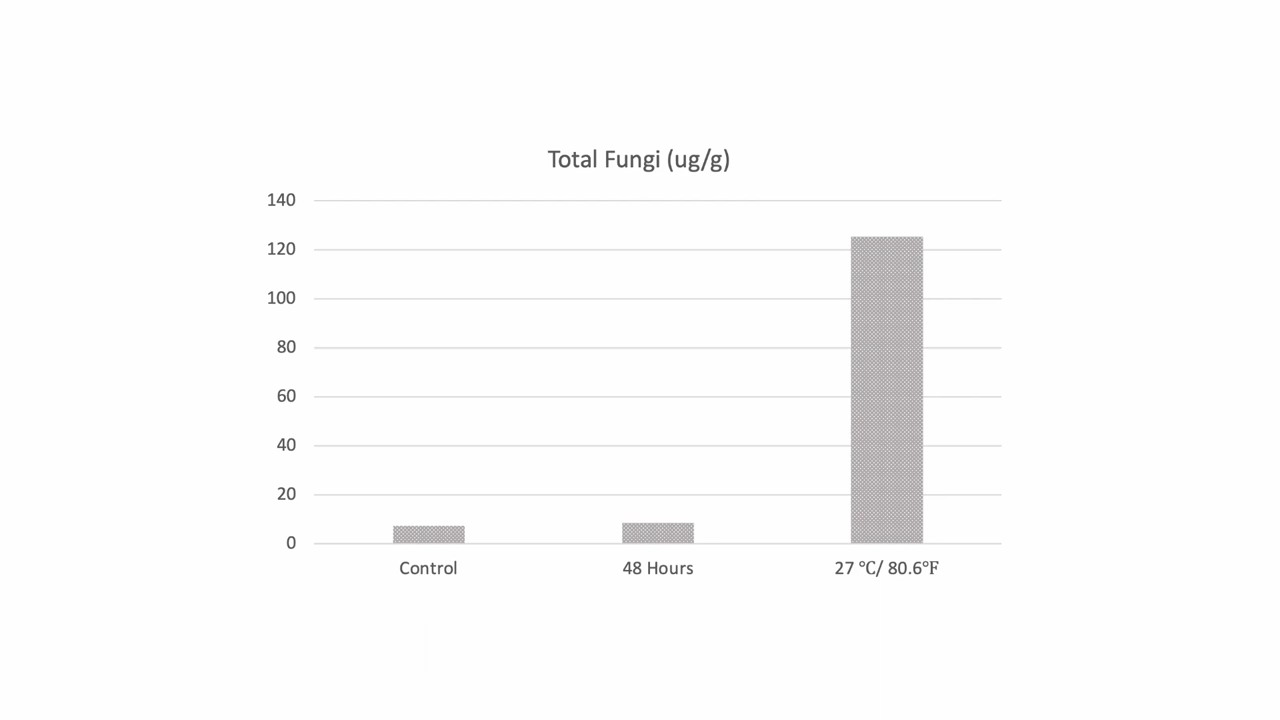 Total Fungi (ug/g)
140
120
100
80
60
40
20
0
Control
48 Hours
27 ℃/ 80.6℉